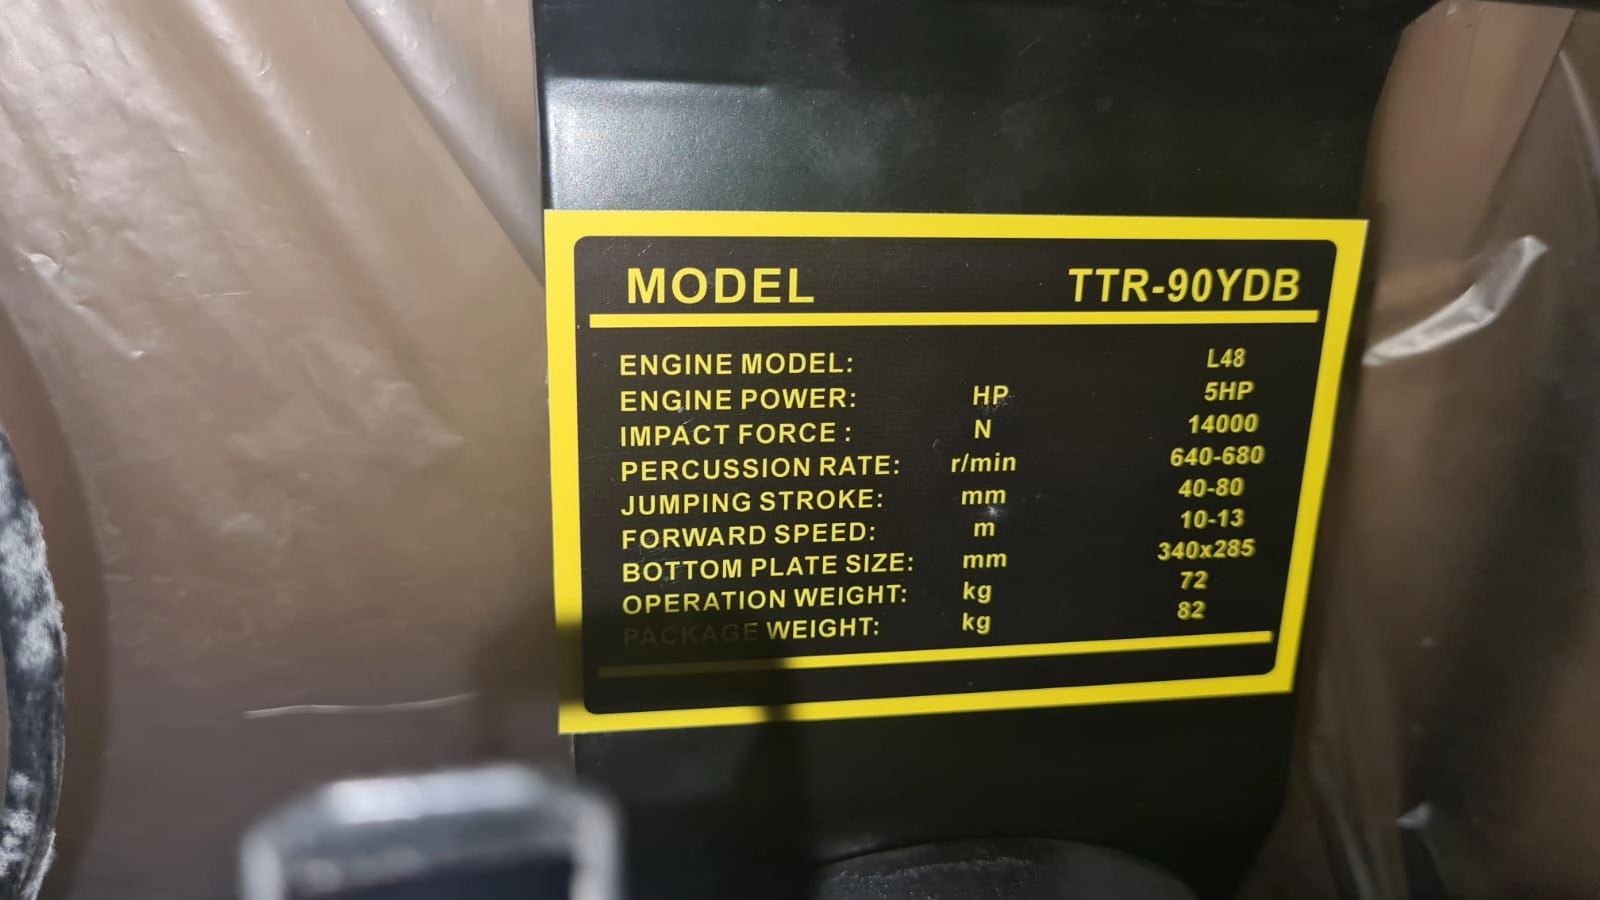 MODEL TTR-90YDB
ENGINE MODEL: L48
ENGINE POWER: HP 5HP
IMPACT FORCE : N 14000
PERCUSSION RATE: r/min 640-680
JUMPING STROKE: mm 40-80
FORWARD SPEED: m 10-13
BOTTOM PLATE SIZE: mm 340x285
OPERATION WEIGHT: kg 72
PACKAGE WEIGHT: kg 82